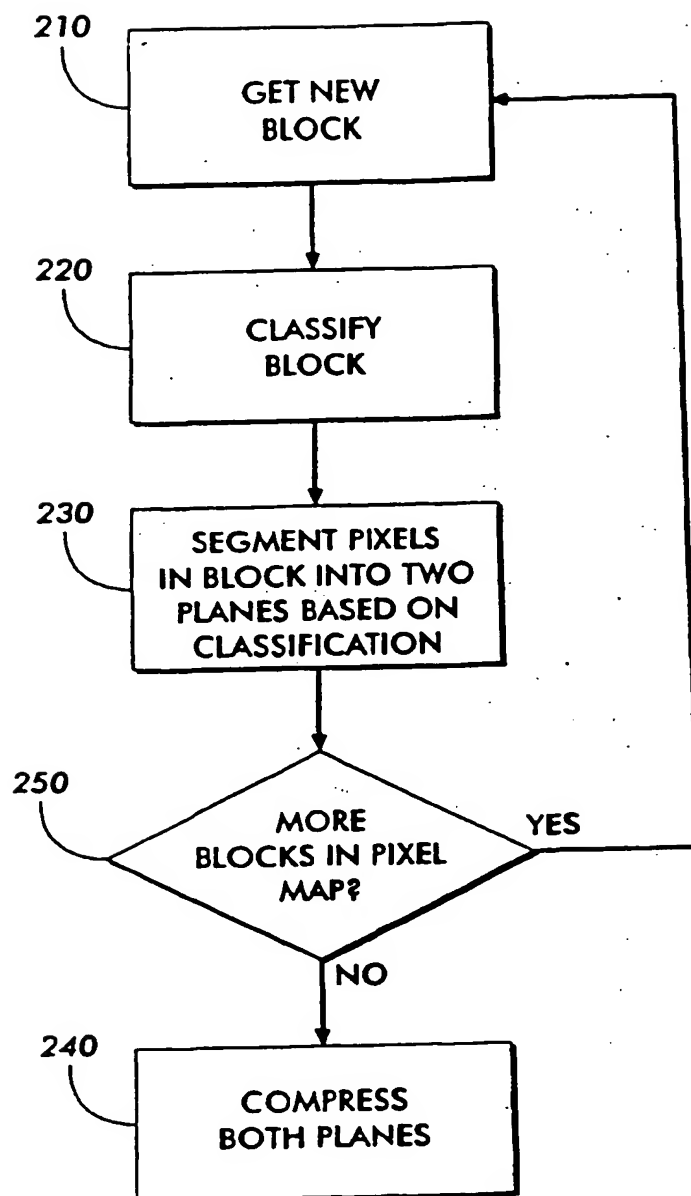 210
GET NEW
BLOCK
220
CLASSIFY
BLOCK
230
SEGMENT PIXELS
IN BLOCK INTO TWO
PLANES BASED ON
CLASSIFICATION
250
MORE
BLOCKS IN PIXEL
MAP?
YES
NO
240
COMPRESS
BOTH PLANES